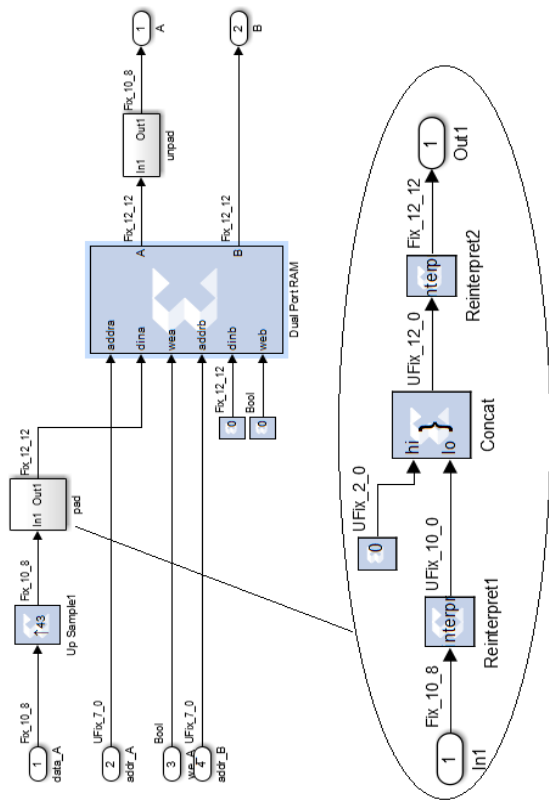 1
data_A
Fix_10_8
↑43
Up Sample1
Fix_10_8
In1 Out1
pad
Fix_12_12
2
addr_A
UFix_7_0
3
we_A
Bool
4
addr_B
UFix_7_0
0
Fix_12_12
0
Bool
addra
dina
wea
addrb
dinb
web
A
B
Dual Port RAM
Fix_12_12
In1 Out1
unpad
Fix_10_8
1
A
Fix_12_12
2
B
1
In1
Fix_10_8
nterpr
Reinterpret1
UFix_10_0
0
UFix_2_0
hi
lo
}
Concat
UFix_12_0
nterp
Reinterpret2
Fix_12_12
1
Out1